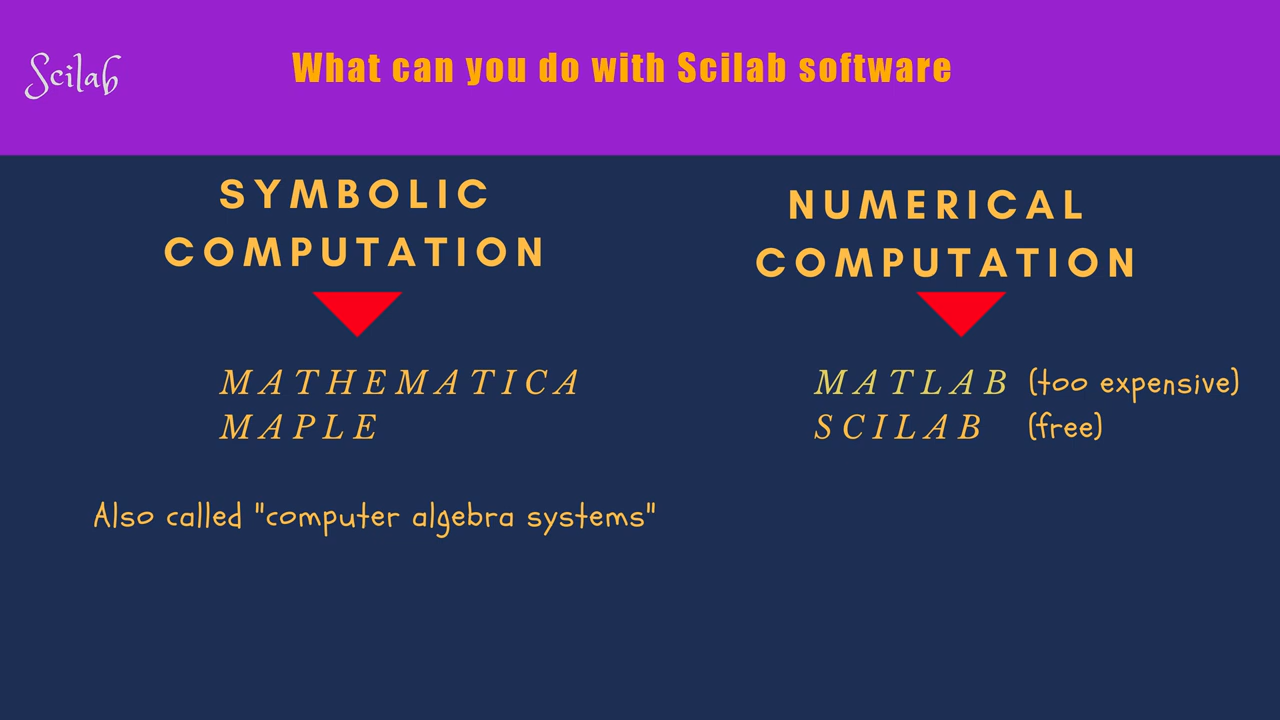 Scilab
What can you do with Scilab software
SYMBOLIC
COMPUTATION
MATHEMATICA
MAPLE
Also called "computer algebra systems"
NUMERICAL
COMPUTATION
MATLAB (too expensive)
SCILAB (free)